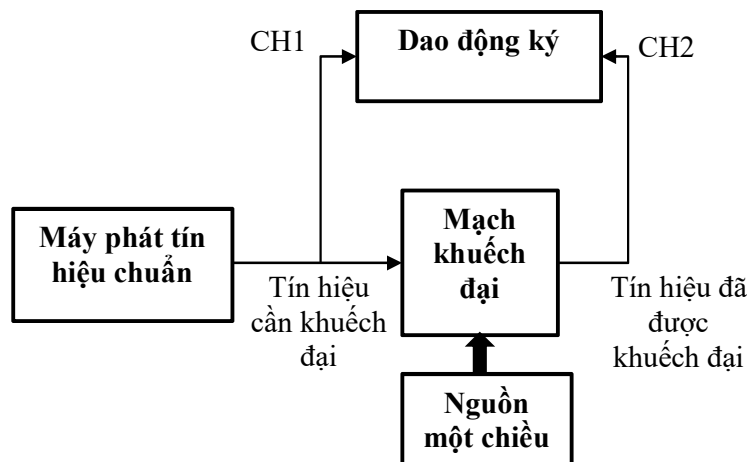 CH1
Dao động ký
CH2
Máy phát tín
hiệu chuẩn
Mạch
khuếch
đại
Tín hiệu
cần khuếch
đại
Tín hiệu đã
được
khuếch đại
Nguồn
một chiều